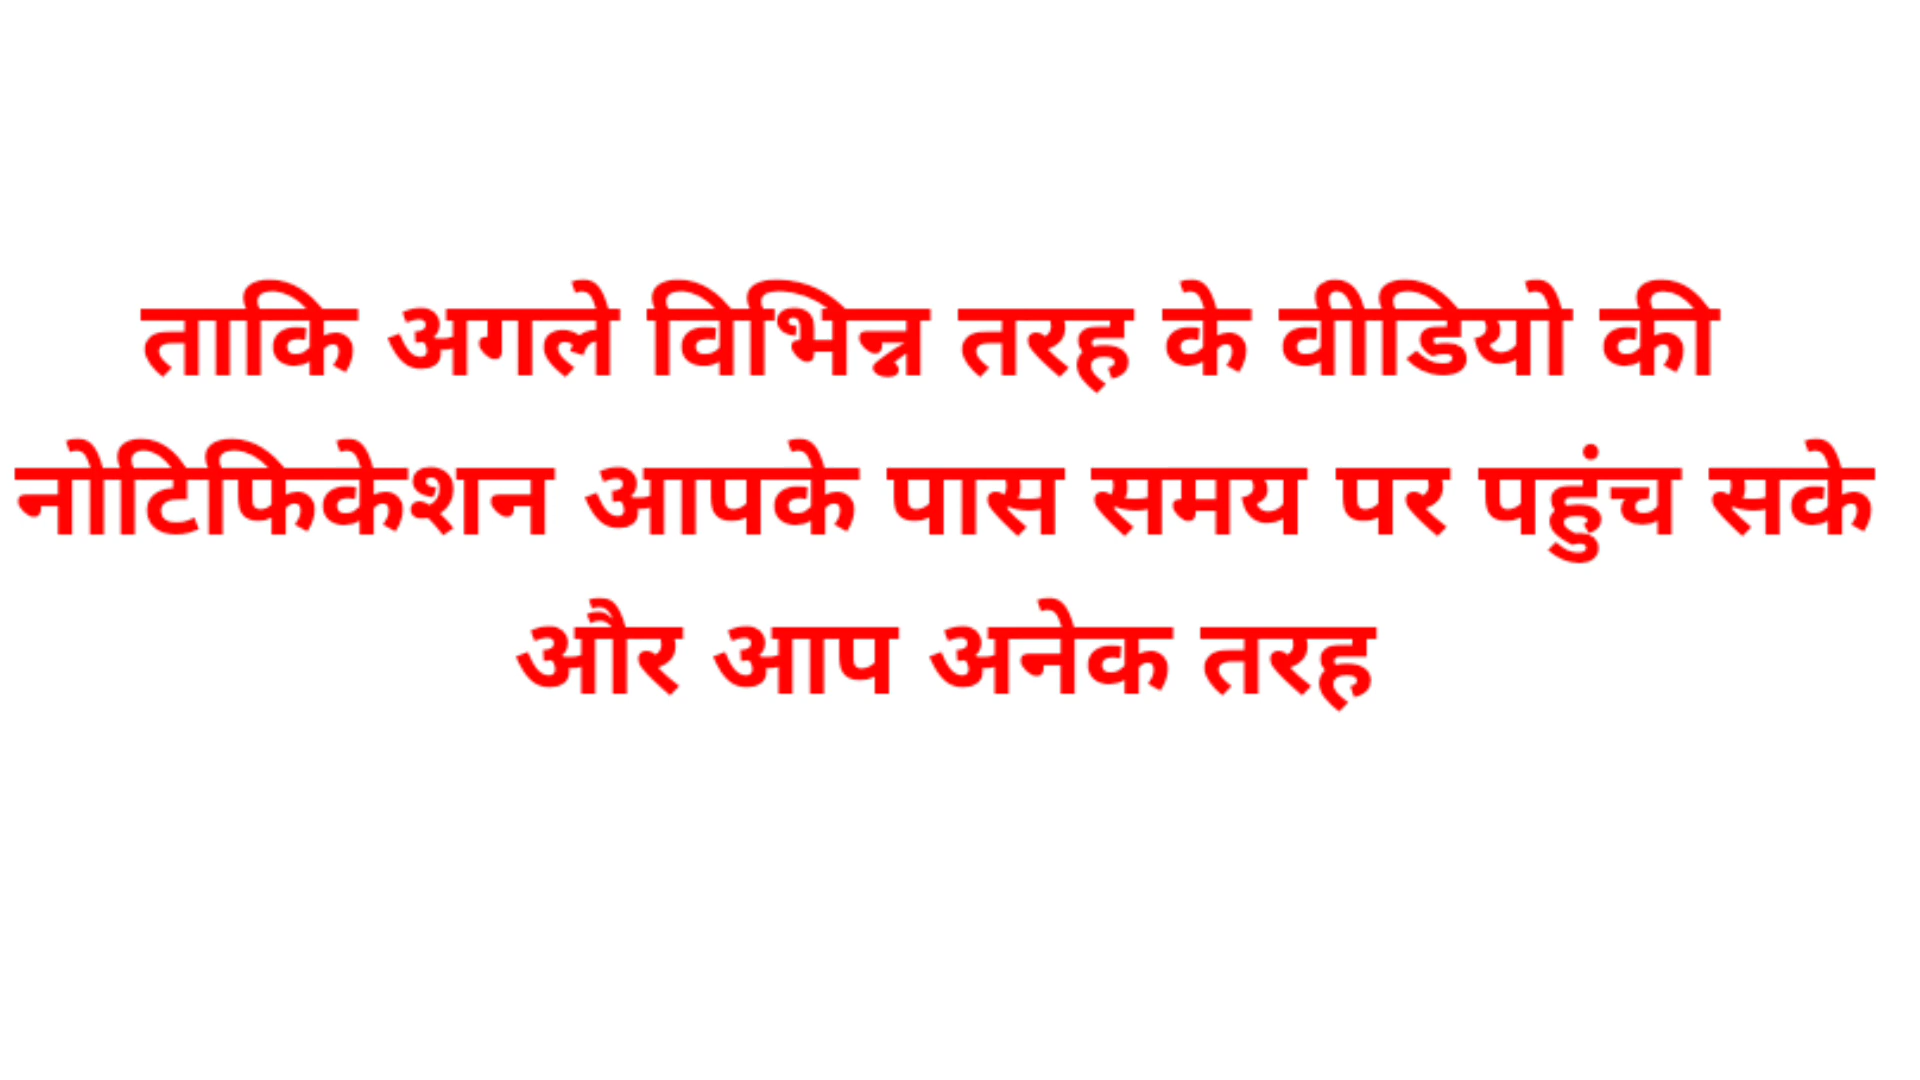 ताकि अगले विभिन्न तरह के वीडियो की
नोटिफिकेशन आपके पास समय पर पहुंच सके
और आप अनेक तरह